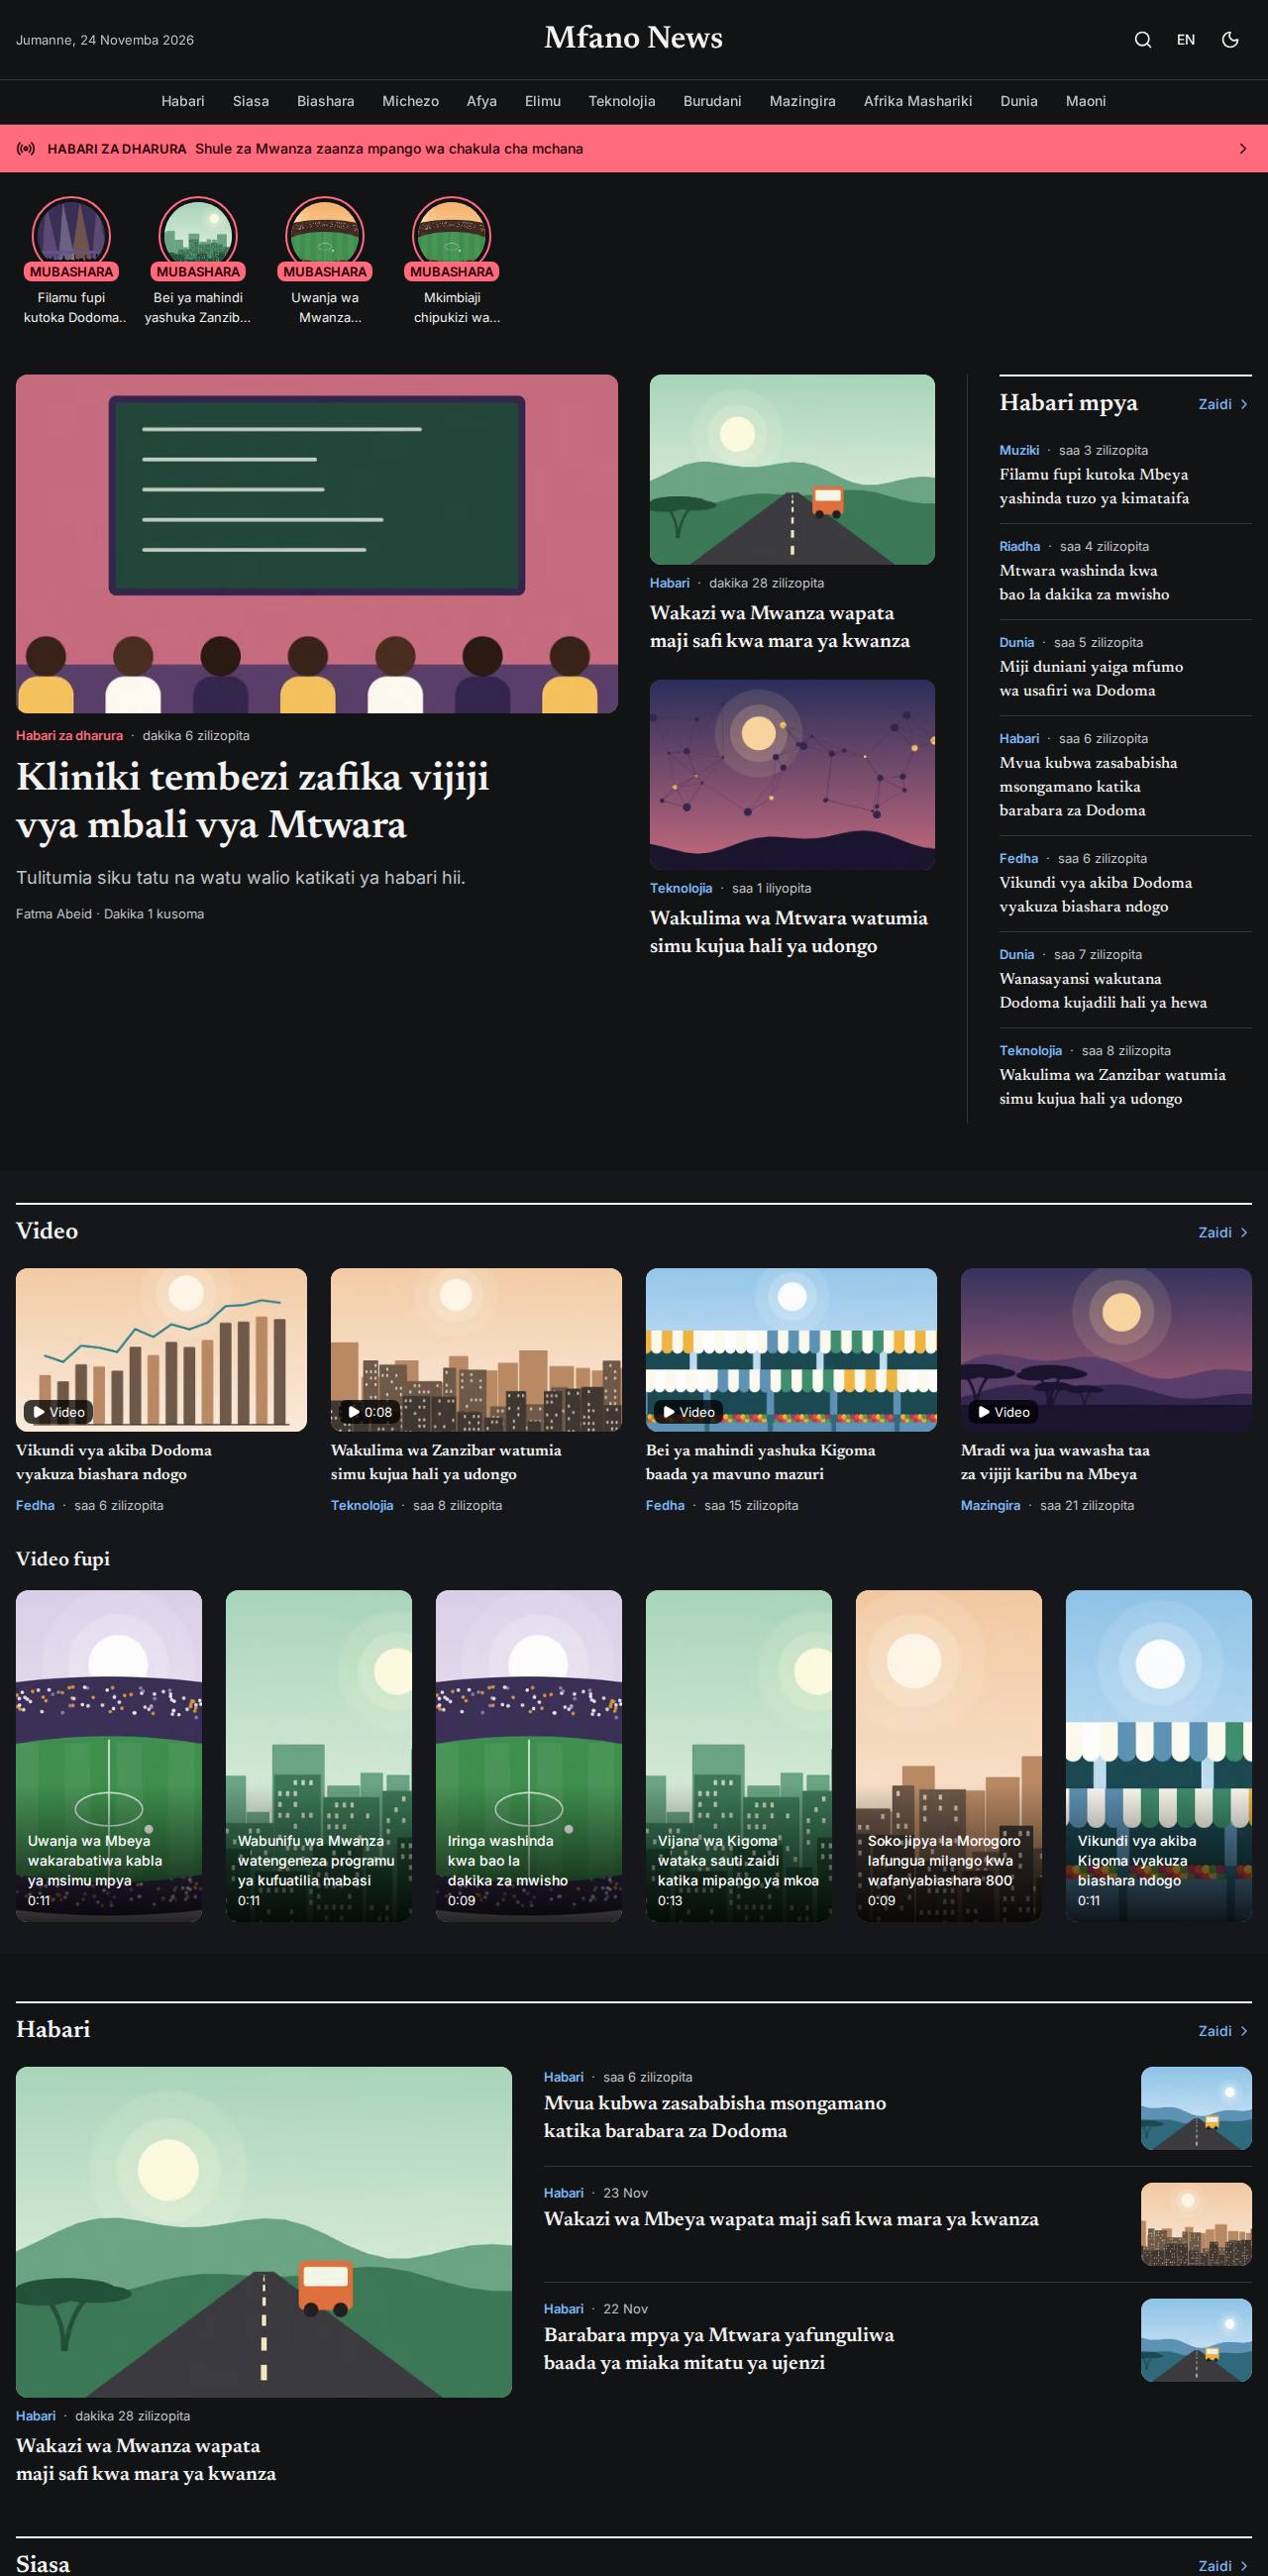 Jumanne, 24 Novemba 2026
Mfano News
EN
Habari Siasa Biashara Michezo Afya Elimu Teknolojia Burudani Mazingira Afrika Mashariki Dunia Maoni
HABARI ZA DHARURA Shule za Mwanza zaanza mpango wa chakula cha mchana
MUBASHARA
Filamu fupi
kutoka Dodoma..
MUBASHARA
Bei ya mahindi
yashuka Zanzib...
MUBASHARA
Uwanja wa
Mwanza...
MUBASHARA
Mkimbiaji
chipukizi wa...
Habari za dharura · dakika 6 zilizopita
Kliniki tembezi zafika vijiji
vya mbali vya Mtwara
Tulitumia siku tatu na watu walio katikati ya habari hii.
Fatma Abeid · Dakika 1 kusoma
Habari · dakika 28 zilizopita
Wakazi wa Mwanza wapata
maji safi kwa mara ya kwanza
Teknolojia · saa 1 iliyopita
Wakulima wa Mtwara watumia
simu kujua hali ya udongo
Habari mpya
Zaidi
Muziki · saa 3 zilizopita
Filamu fupi kutoka Mbeya
yashinda tuzo ya kimataifa
Riadha · saa 4 zilizopita
Mtwara washinda kwa
bao la dakika za mwisho
Dunia · saa 5 zilizopita
Miji duniani yaiga mfumo
wa usafiri wa Dodoma
Habari · saa 6 zilizopita
Mvua kubwa zasababisha
msongamano katika
barabara za Dodoma
Fedha · saa 6 zilizopita
Vikundi vya akiba Dodoma
vyakuza biashara ndogo
Dunia · saa 7 zilizopita
Wanasayansi wakutana
Dodoma kujadili hali ya hewa
Teknolojia · saa 8 zilizopita
Wakulima wa Zanzibar watumia
simu kujua hali ya udongo
Video
Zaidi
Video
Vikundi vya akiba Dodoma
vyakuza biashara ndogo
Fedha · saa 6 zilizopita
0:08
Wakulima wa Zanzibar watumia
simu kujua hali ya udongo
Teknolojia · saa 8 zilizopita
Video
Bei ya mahindi yashuka Kigoma
baada ya mavuno mazuri
Fedha · saa 15 zilizopita
Video
Mradi wa jua wawasha taa
za vijiji karibu na Mbeya
Mazingira · saa 21 zilizopita
Video fupi
Uwanja wa Mbeya
wakarabatiwa kabla
ya msimu mpya
0:11
Wabunifu wa Mwanza
watengeneza programu
ya kufuatilia mabasi
0:11
Iringa washinda
kwa bao la
dakika za mwisho
0:09
Vijana wa Kigoma
wataka sauti zaidi
katika mipango ya mkoa
0:13
Soko jipya la Morogoro
lafungua milango kwa
wafanyabiashara 800
0:09
Vikundi vya akiba
Kigoma vyakuza
biashara ndogo
0:11
Habari
Zaidi
Habari · dakika 28 zilizopita
Wakazi wa Mwanza wapata
maji safi kwa mara ya kwanza
Habari · saa 6 zilizopita
Mvua kubwa zasababisha msongamano
katika barabara za Dodoma
Habari · 23 Nov
Wakazi wa Mbeya wapata maji safi kwa mara ya kwanza
Habari · 22 Nov
Barabara mpya ya Mtwara yafunguliwa
baada ya miaka mitatu ya ujenzi
Siasa
Zaidi